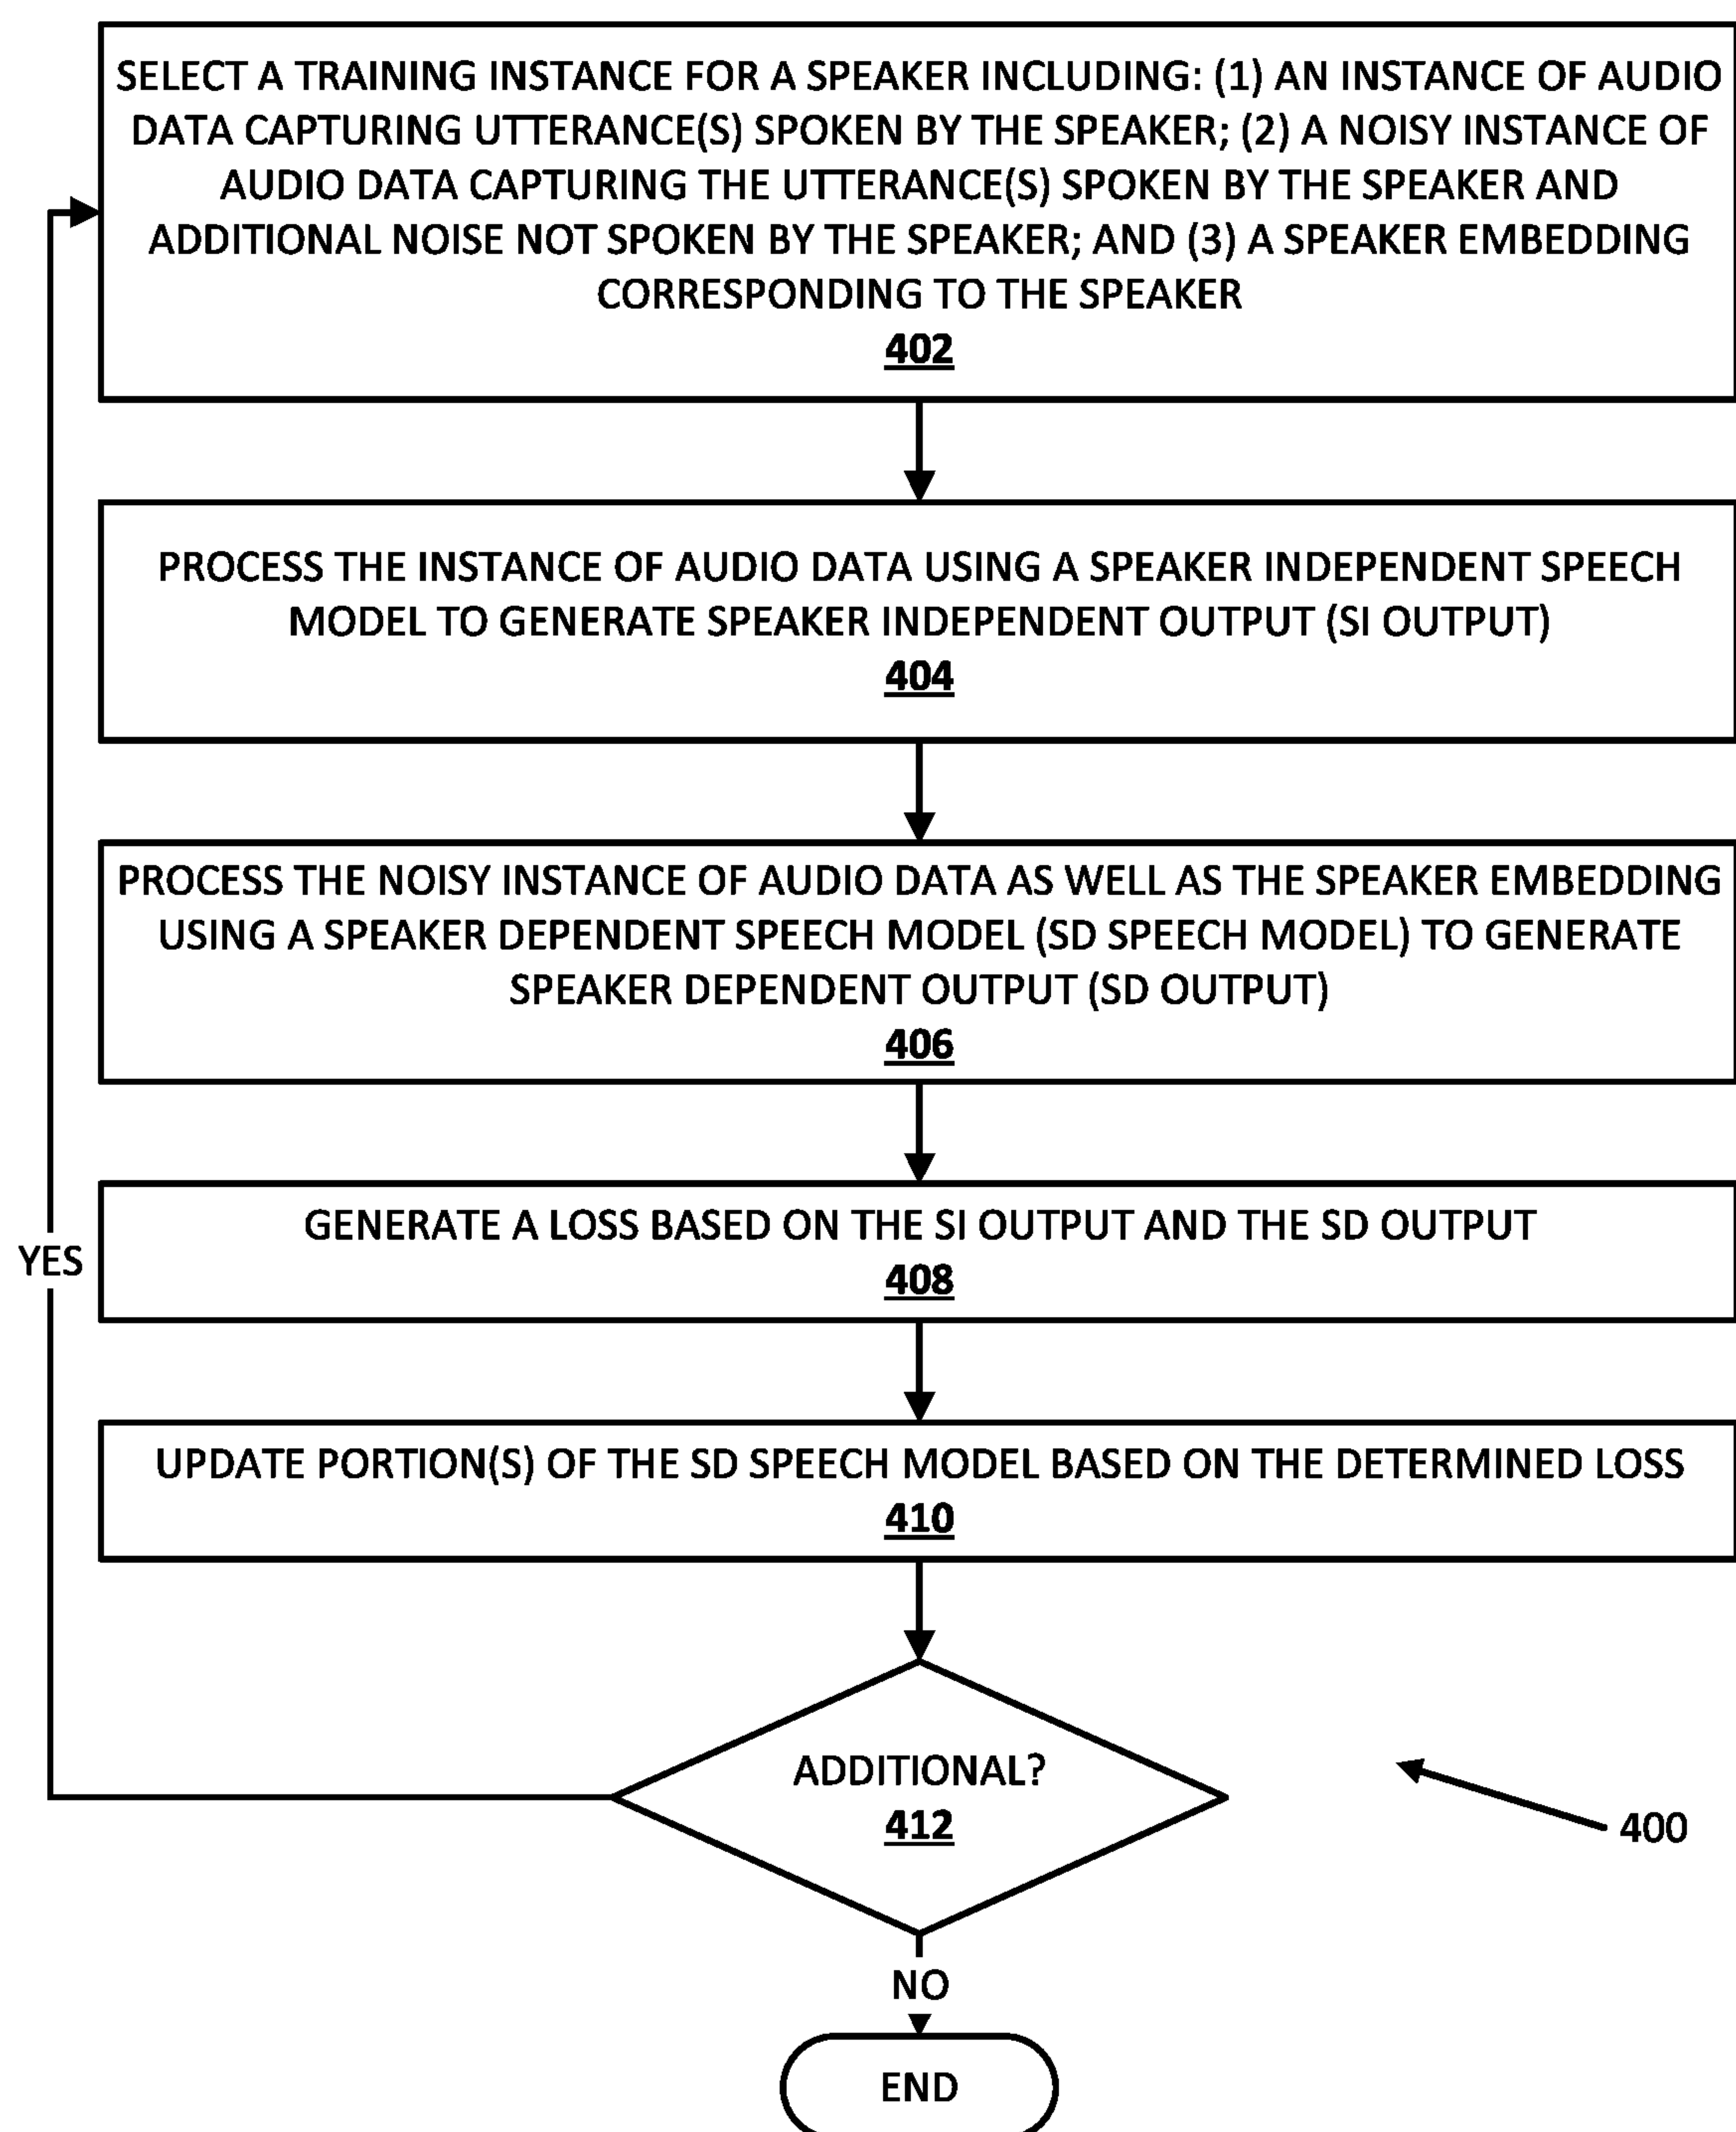 SELECT A TRAINING INSTANCE FOR A SPEAKER INCLUDING: (1) AN INSTANCE OF AUDIO
DATA CAPTURING UTTERANCE(S) SPOKEN BY THE SPEAKER; (2) A NOISY INSTANCE OF
AUDIO DATA CAPTURING THE UTTERANCE(S) SPOKEN BY THE SPEAKER AND
ADDITIONAL NOISE NOT SPOKEN BY THE SPEAKER; AND (3) A SPEAKER EMBEDDING
CORRESPONDING TO THE SPEAKER
402
PROCESS THE INSTANCE OF AUDIO DATA USING A SPEAKER INDEPENDENT SPEECH
MODEL TO GENERATE SPEAKER INDEPENDENT OUTPUT (SI OUTPUT)
404
PROCESS THE NOISY INSTANCE OF AUDIO DATA AS WELL AS THE SPEAKER EMBEDDING
USING A SPEAKER DEPENDENT SPEECH MODEL (SD SPEECH MODEL) TO GENERATE
SPEAKER DEPENDENT OUTPUT (SD OUTPUT)
406
GENERATE A LOSS BASED ON THE SI OUTPUT AND THE SD OUTPUT
408
YES
UPDATE PORTION(S) OF THE SD SPEECH MODEL BASED ON THE DETERMINED LOSS
410
ADDITIONAL?
412
400
NO
END